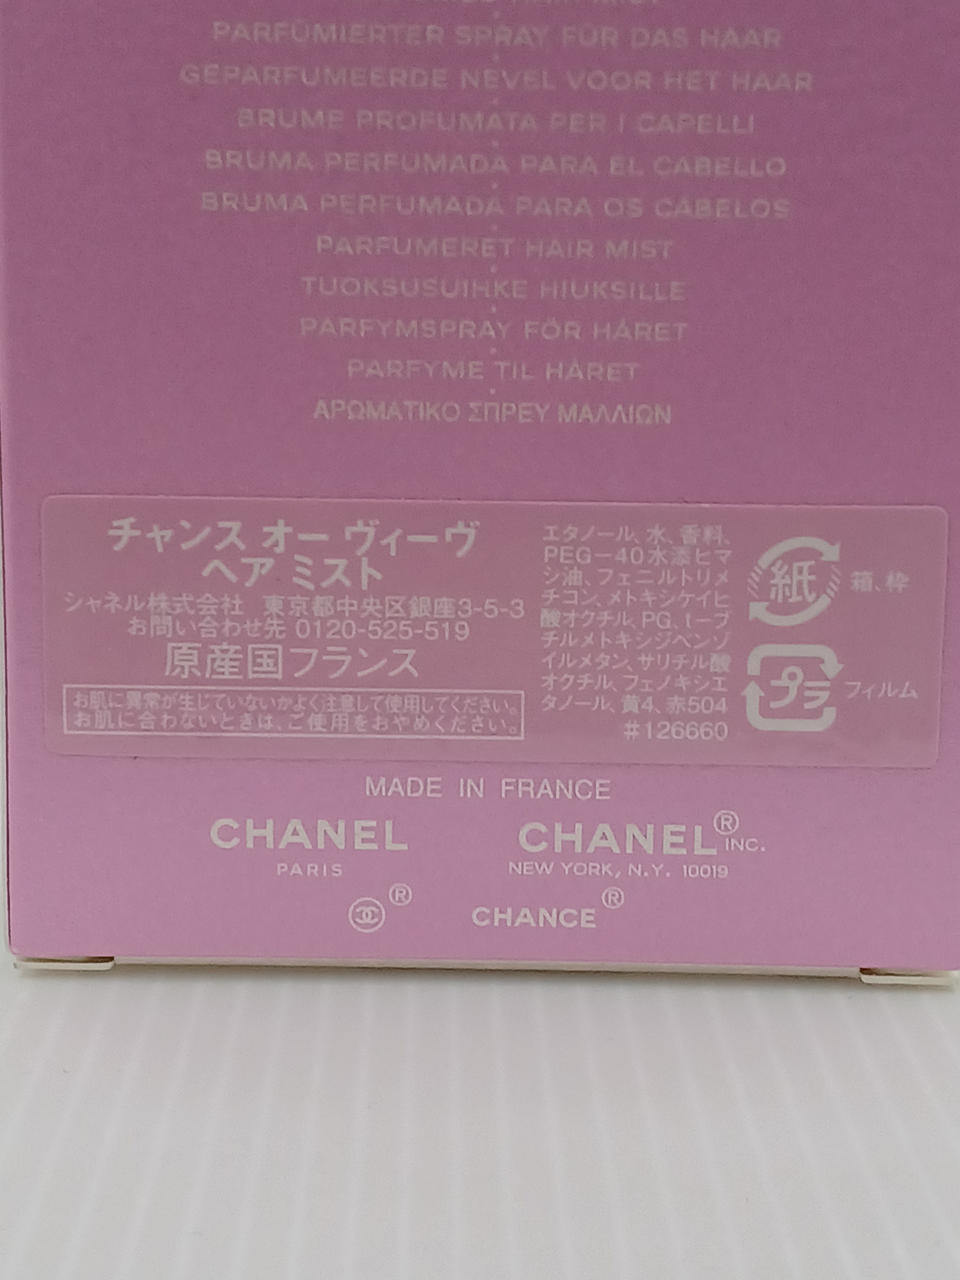 HAIR MIST
PARFÜMIERTER SPRAY FÜR DAS HAAR
GEPARFUMEERDE NEVEL VOOR HET HAAR
BRUME PROFUMATA PER I CAPELLI
BRUMA PERFUMADA PARA EL CABELLO
BRUMA PERFUMADA PARA OS CABELOS
PARFUMERET HAIR MIST
TUOKSUSUIHKE HIUKSILLE
PARFYMSPRAY FÖR HÅRET
PARFYME TIL HÅRET
ΑΡΩΜΑΤΙΚΟ ΣΠΡΕΥ ΜΑΛΛΙΩΝ
チャンス オー ヴィーヴ
ヘア ミスト
シャネル株式会社 東京都中央区銀座3-5-3
お問い合わせ先 0120-525-519
原産国フランス
お肌に異常が生じていないかよく注意して使用してください。
お肌に合わないときは、ご使用をおやめください。
エタノール、水、香料、
PEG-40水添ヒマ
シ油、フェニルトリメ
チコン、メトキシケイヒ
酸オクチル、PG、t-ブ
チルメトキシジベンゾ
イルメタン、サリチル酸
オクチル、フェノキシエ
タノール、黄4、赤504
#126660
紙 箱、枠
プラ フィルム
MADE IN FRANCE
CHANEL
PARIS
CHANEL® INC.
NEW YORK, N.Y. 10019
®
CHANCE®